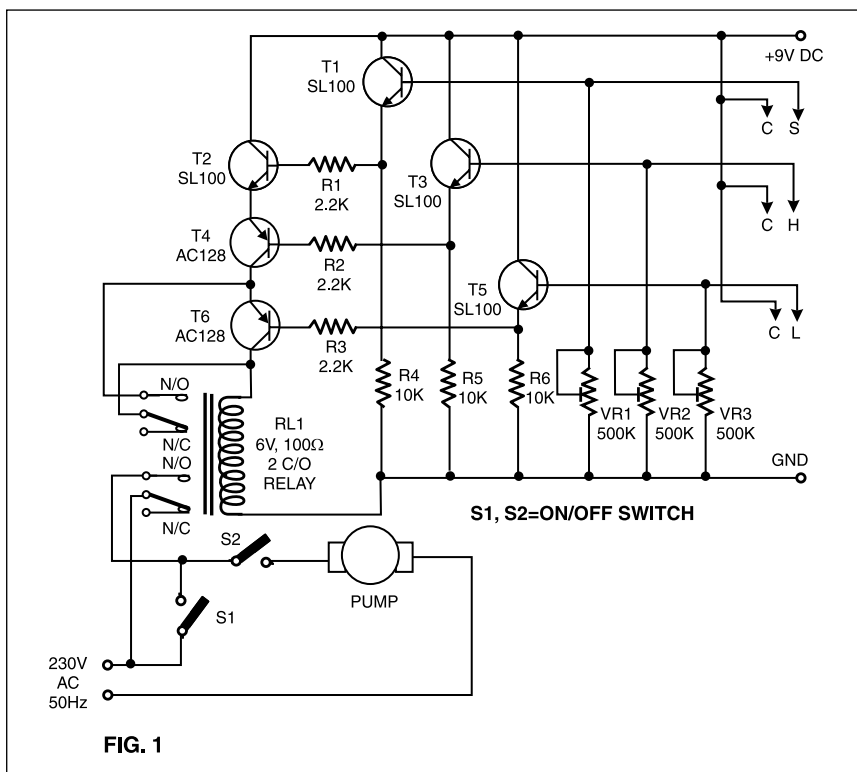 +9V DC
T1
SL100
C S
T2
SL100
R1
2.2K
T3
SL100
C H
T4
AC128
R2
2.2K
T5
SL100
C L
T6
AC128
R3
2.2K
N/O
N/C
N/O
N/C
RL1
6V, 100Ω
2 C/O
RELAY
R4
10K
R5
10K
R6
10K
VR1
500K
VR2
500K
VR3
500K
GND
S1, S2=ON/OFF SWITCH
S2
PUMP
S1
230V
AC
50Hz
FIG. 1